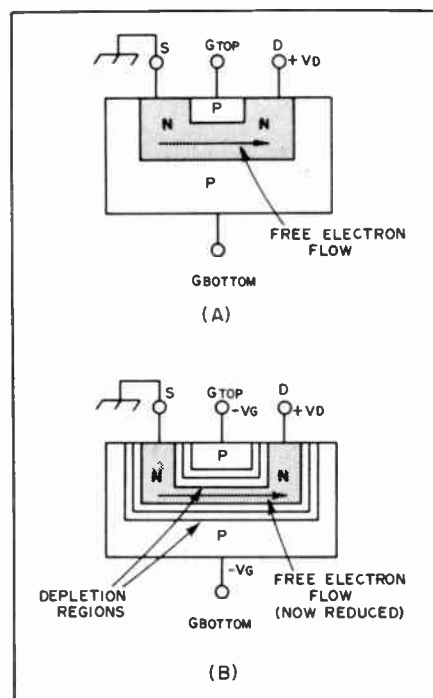 S GTOP D
+VD
P
N N
P
FREE ELECTRON
FLOW
GBOTTOM
(A)
S GTOP D
-VG +VD
P
N N
P
-VG
DEPLETION
REGIONS
FREE ELECTRON
FLOW
(NOW REDUCED)
GBOTTOM
(B)